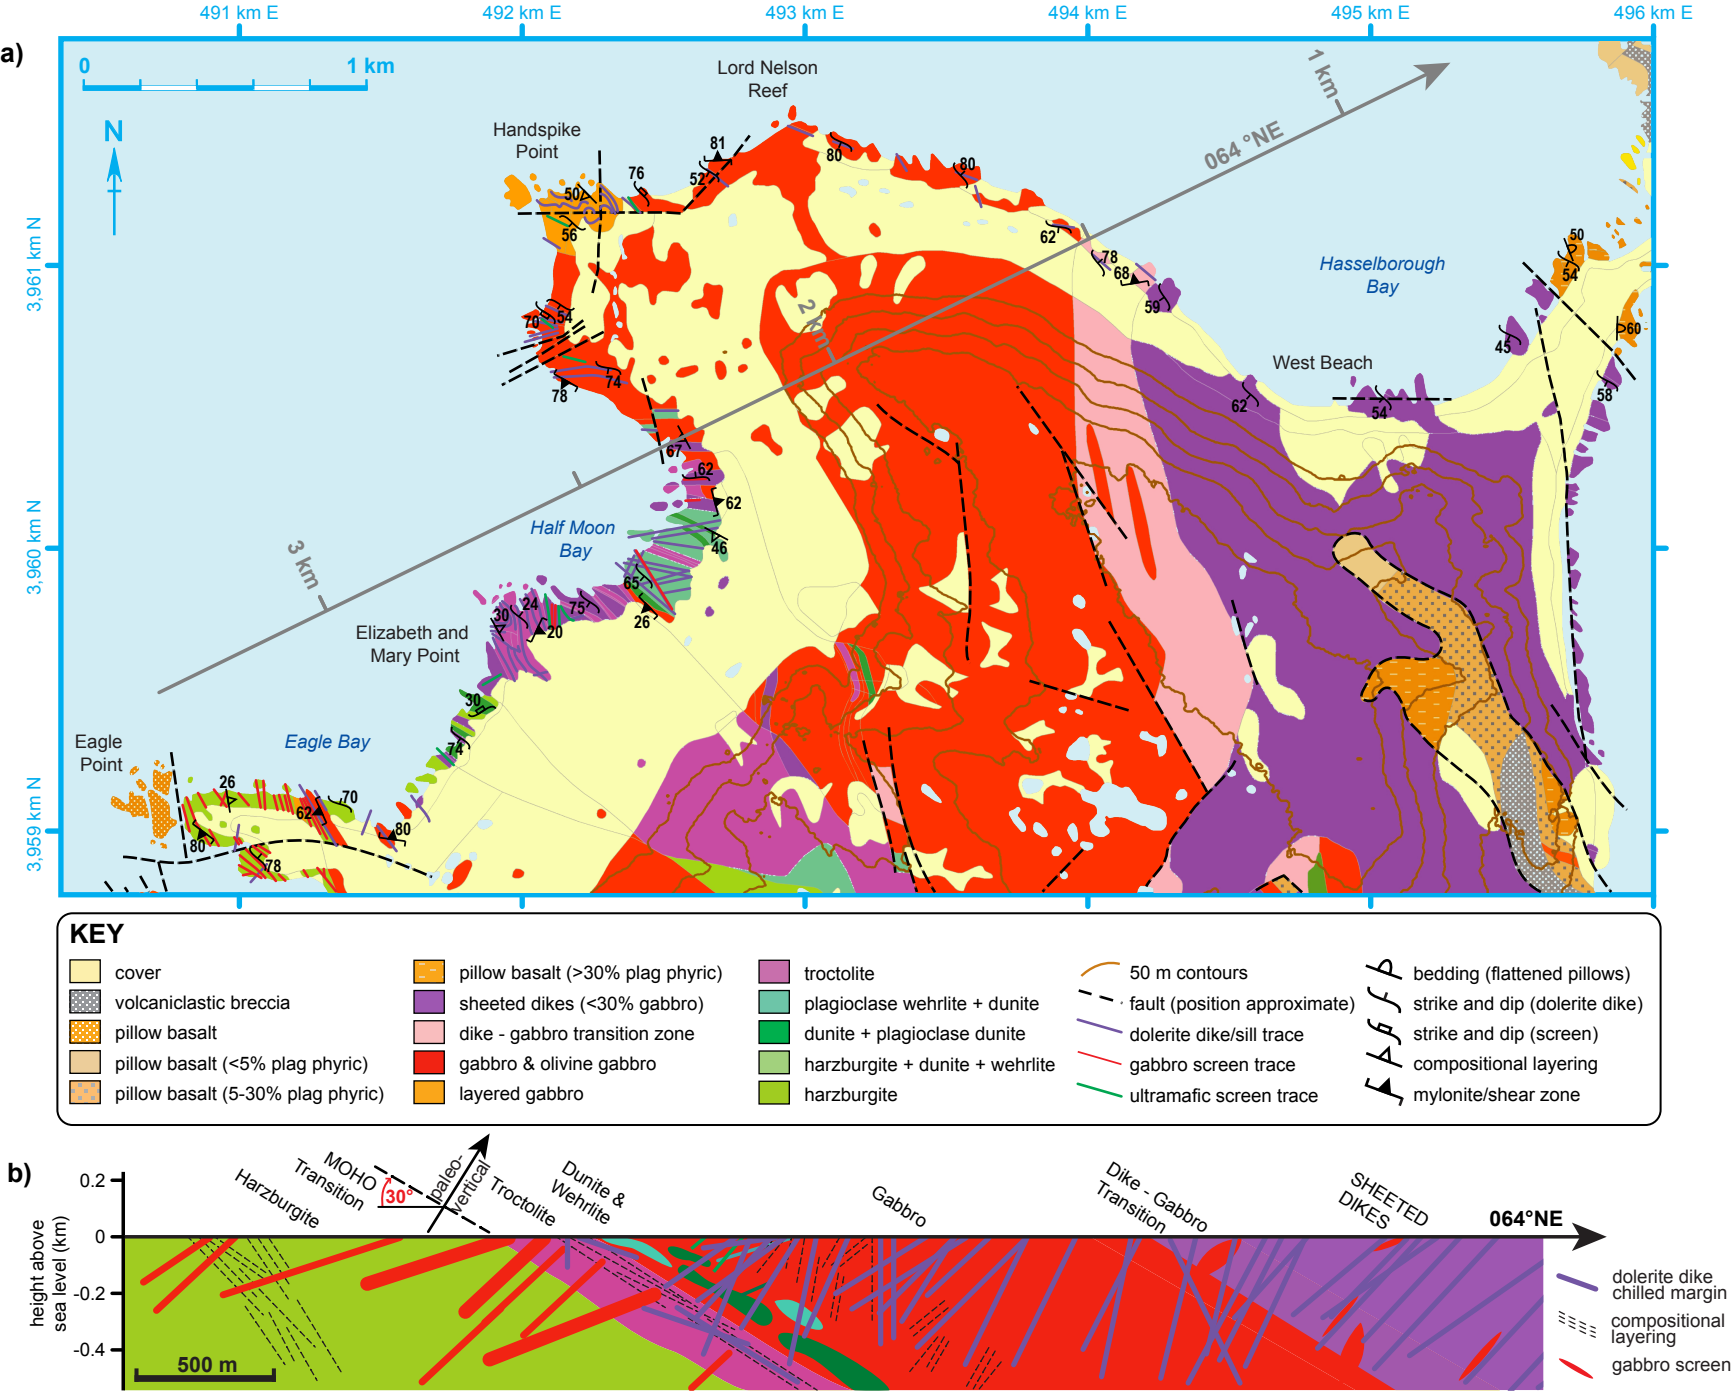 491 km E
492 km E
493 km E
494 km E
495 km E
496 km E
a)
0
1 km
N
Lord Nelson
Reef
Handspike
Point
1 km
064 °NE
2 km
3 km
3,961 km N
3,960 km N
3,959 km N
Hasselborough
Bay
West Beach
Half Moon
Bay
Elizabeth and
Mary Point
Eagle Bay
Eagle
Point
81
52
76
50
56
80
80
62
78
68
59
50
54
60
45
58
54
62
70
54
74
78
67
62
62
46
65
26
75
24
30
20
30
74
26
62
70
80
80
78
KEY
cover
volcaniclastic breccia
pillow basalt
pillow basalt (<5% plag phyric)
pillow basalt (5-30% plag phyric)
pillow basalt (>30% plag phyric)
sheeted dikes (<30% gabbro)
dike - gabbro transition zone
gabbro & olivine gabbro
layered gabbro
troctolite
plagioclase wehrlite + dunite
dunite + plagioclase dunite
harzburgite + dunite + wehrlite
harzburgite
50 m contours
fault (position approximate)
dolerite dike/sill trace
gabbro screen trace
ultramafic screen trace
bedding (flattened pillows)
strike and dip (dolerite dike)
strike and dip (screen)
compositional layering
mylonite/shear zone
b)
height above
sea level (km)
0.2
0
-0.2
-0.4
500 m
Harzburgite
MOHO
Transition
30°
paleo-
vertical
Troctolite
Dunite &
Wehrlite
Gabbro
Dike - Gabbro
Transition
SHEETED
DIKES
064°NE
dolerite dike
chilled margin
compositional
layering
gabbro screen